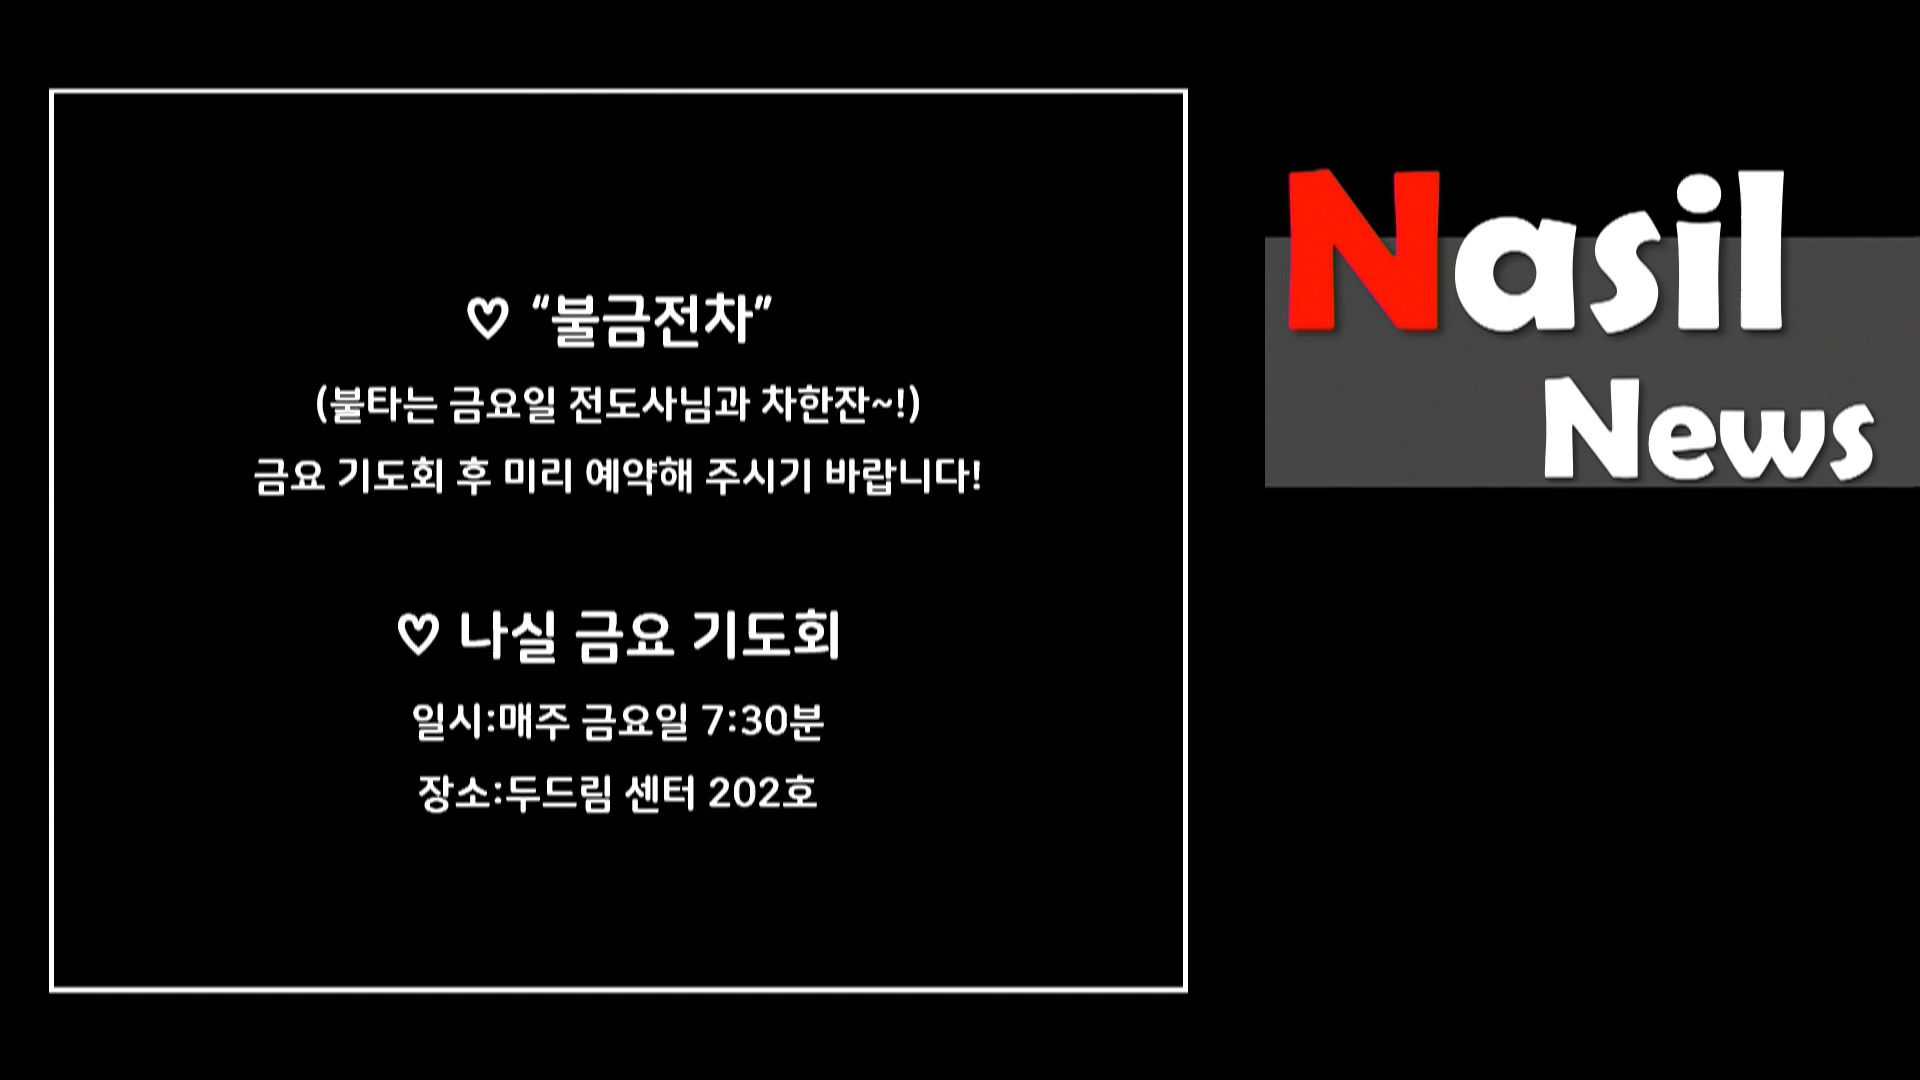 ♡ “불금전차”
(불타는 금요일 전도사님과 차한잔~!)
금요 기도회 후 미리 예약해 주시기 바랍니다!
♡ 나실 금요 기도회
일시:매주 금요일 7:30분
장소:두드림 센터 202호
Nasil
News